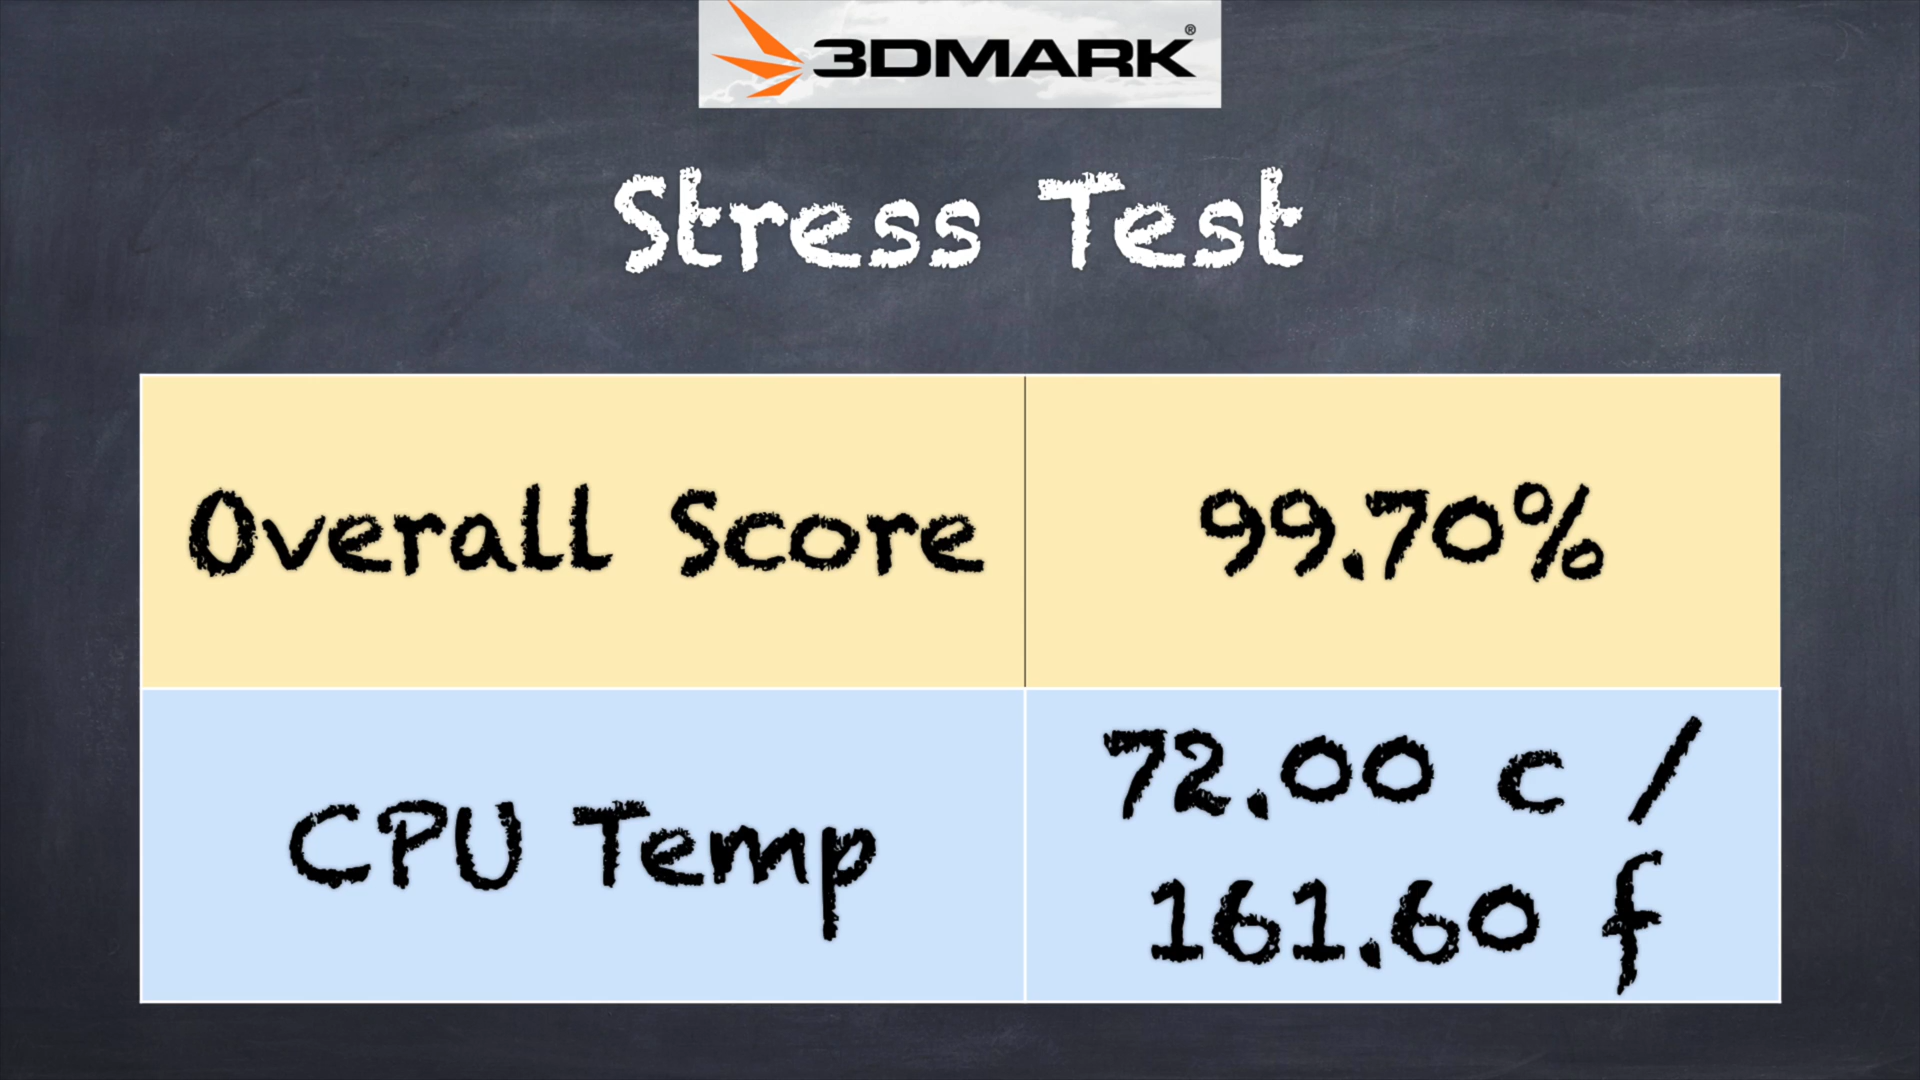 3DMARK®
Stress Test
Overall Score
99.70%
CPU Temp
72.00 c /
161.60 f